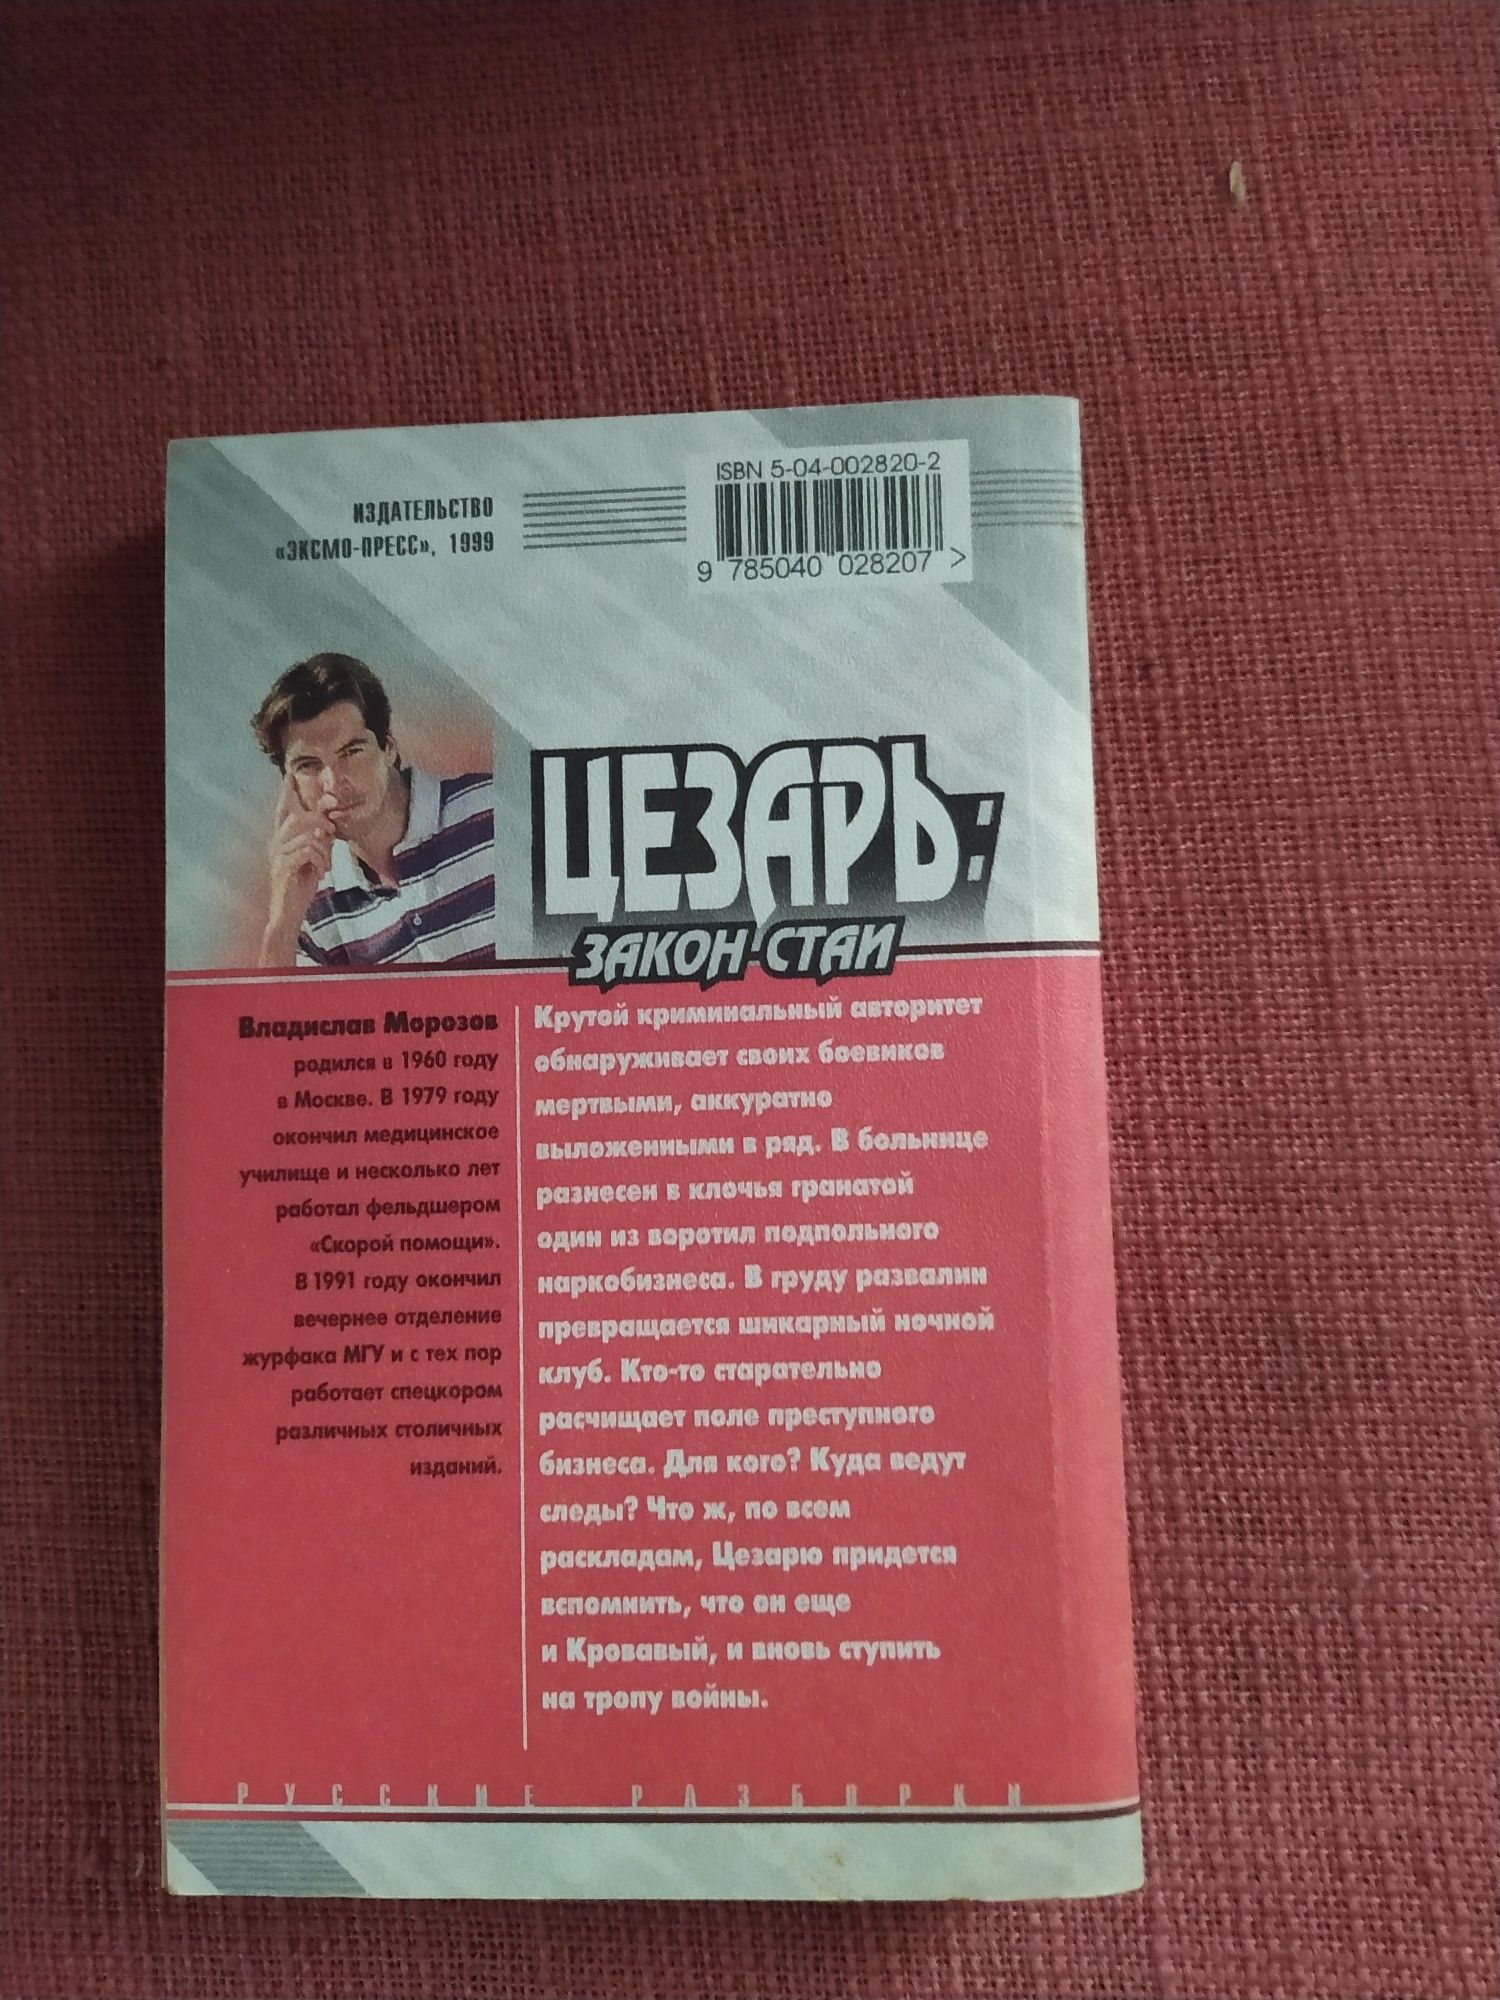 ИЗДАТЕЛЬСТВО
«ЭКСМО-ПРЕСС», 1999
ISBN 5-04-002820-2
9 785040 028207 >
ЦЕЗАРЬ:
ЗАКОН СТАИ
Владислав Морозов
родился в 1960 году
в Москве. В 1979 году
окончил медицинское
училище и несколько лет
работал фельдшером
«Скорой помощи».
В 1991 году окончил
вечернее отделение
журфака МГУ и с тех пор
работает спецкором
различных столичных
изданий.
Крутой криминальный авторитет
обнаруживает своих боевиков
мертвыми, аккуратно
выложенными в ряд. В больнице
разнесен в клочья гранатой
один из воротил подпольного
наркобизнеса. В груду развалин
превращается шикарный ночной
клуб. Кто-то старательно
расчищает поле преступного
бизнеса. Для кого? Куда ведут
следы? Что ж, по всем
раскладам, Цезарю придется
вспомнить, что он еще
и Кровавый, и вновь ступить
на тропу войны.
РУССКИЕ РАЗБОРКИ